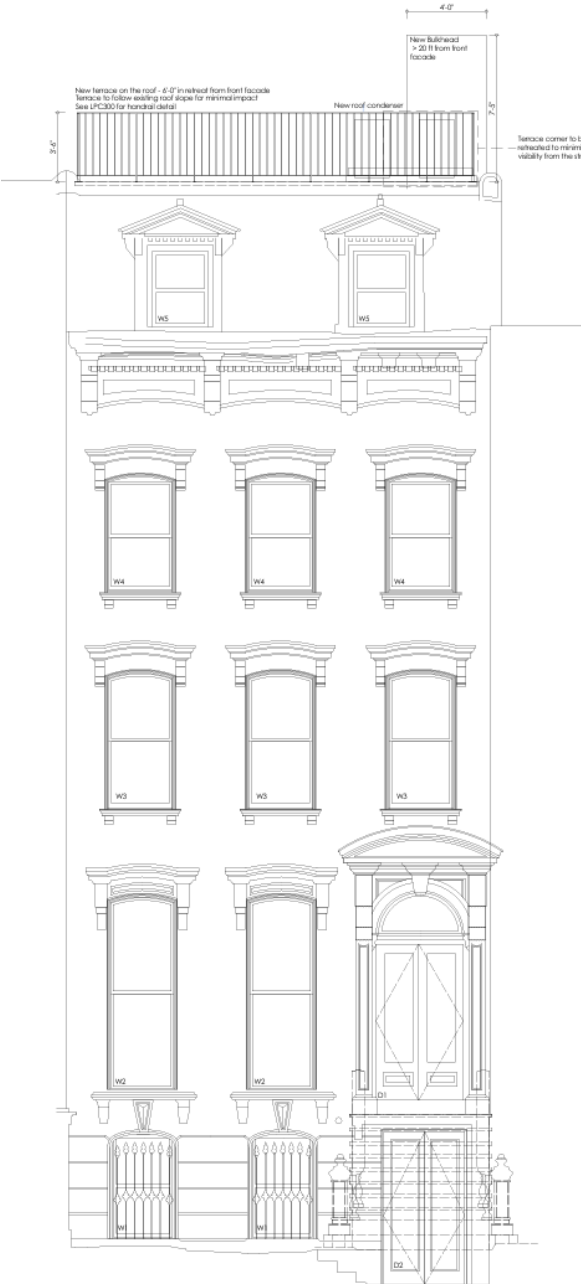 4'-0"
New Bulkhead
> 20 ft from front
facade
New terrace on the roof - 6'-0" in retreat from front facade
Terrace to follow existing roof slope for minimal impact
See LPC300 for handrail detail
New roof condenser
7'-5"
3'-6"
Terrace corner to b
retreated to minimi
visibility from the str
W5
W5
W4
W4
W4
W3
W3
W3
W2
W2
D1
W1
W1
D2